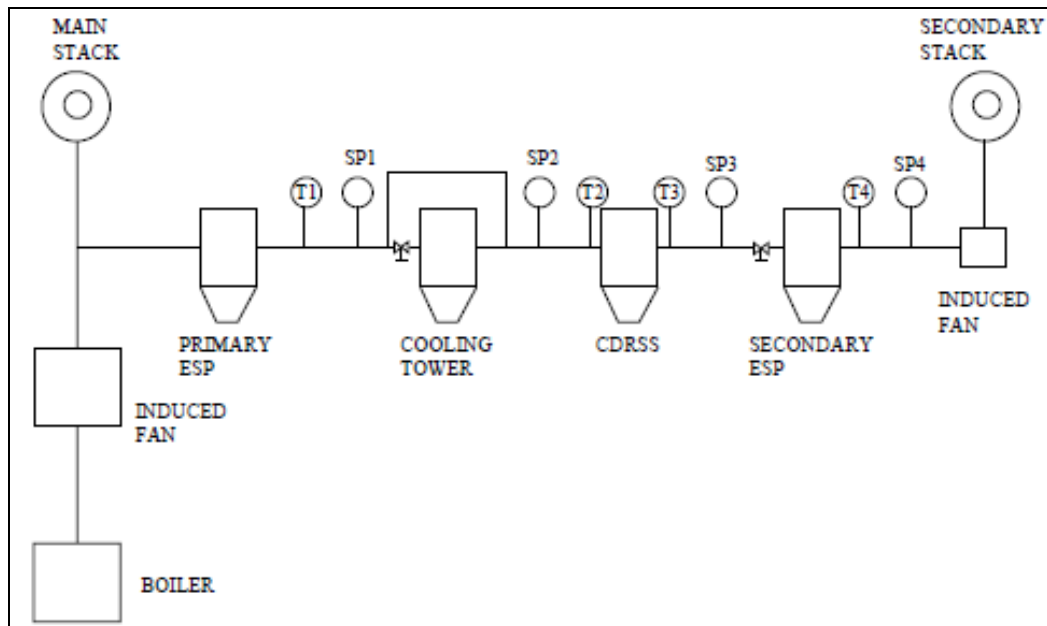 MAIN
STACK
SECONDARY
STACK
SP1
SP2
SP3
SP4
T1
T2
T3
T4
PRIMARY
ESP
COOLING
TOWER
CDRSS
SECONDARY
ESP
INDUCED
FAN
INDUCED
FAN
BOILER